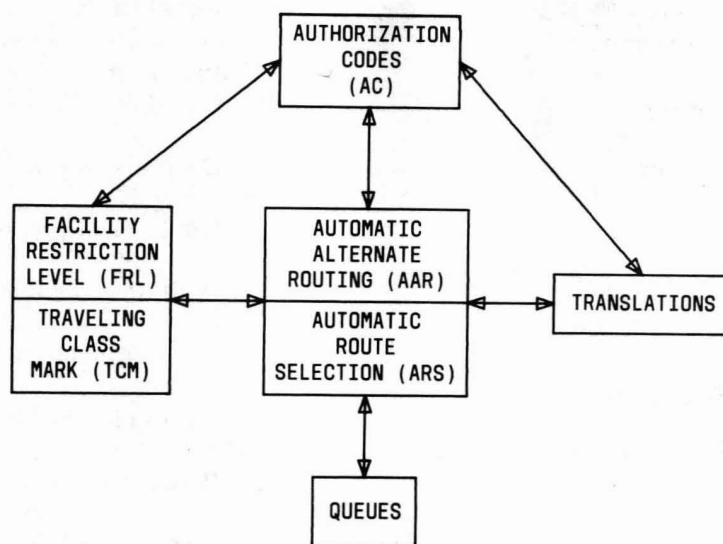 AUTHORIZATION
CODES
(AC)
FACILITY
RESTRICTION
LEVEL (FRL)
TRAVELING
CLASS
MARK (TCM)
AUTOMATIC
ALTERNATE
ROUTING (AAR)
AUTOMATIC
ROUTE
SELECTION (ARS)
TRANSLATIONS
QUEUES